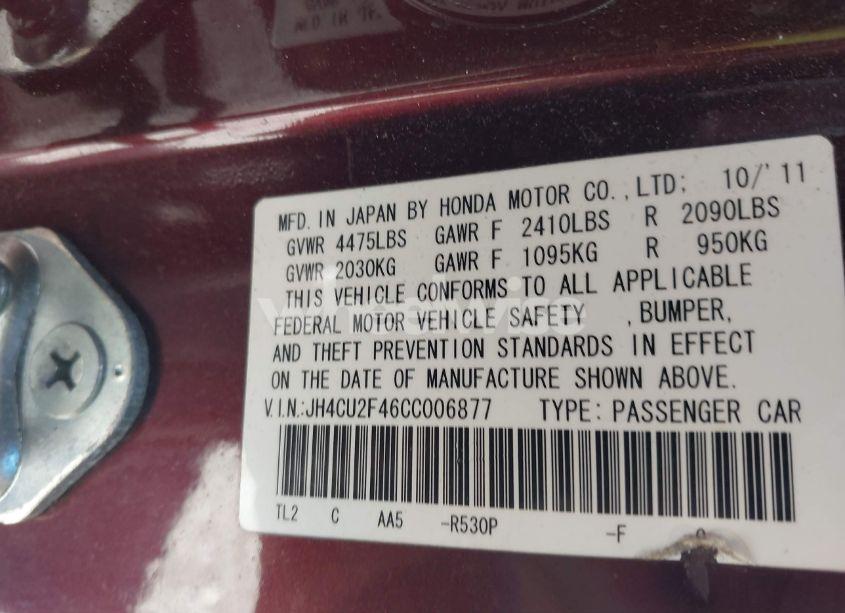 MFD. IN JAPAN BY HONDA MOTOR CO., LTD; 10/'11
GVWR 4475LBS GAWR F 2410LBS R 2090LBS
GVWR 2030KG GAWR F 1095KG R 950KG
THIS VEHICLE CONFORMS TO ALL APPLICABLE
FEDERAL MOTOR VEHICLE SAFETY , BUMPER,
AND THEFT PREVENTION STANDARDS IN EFFECT
ON THE DATE OF MANUFACTURE SHOWN ABOVE.
V.I.N.:JH4CU2F46CC006877 TYPE: PASSENGER CAR
TL2 C AA5 -R530P -F